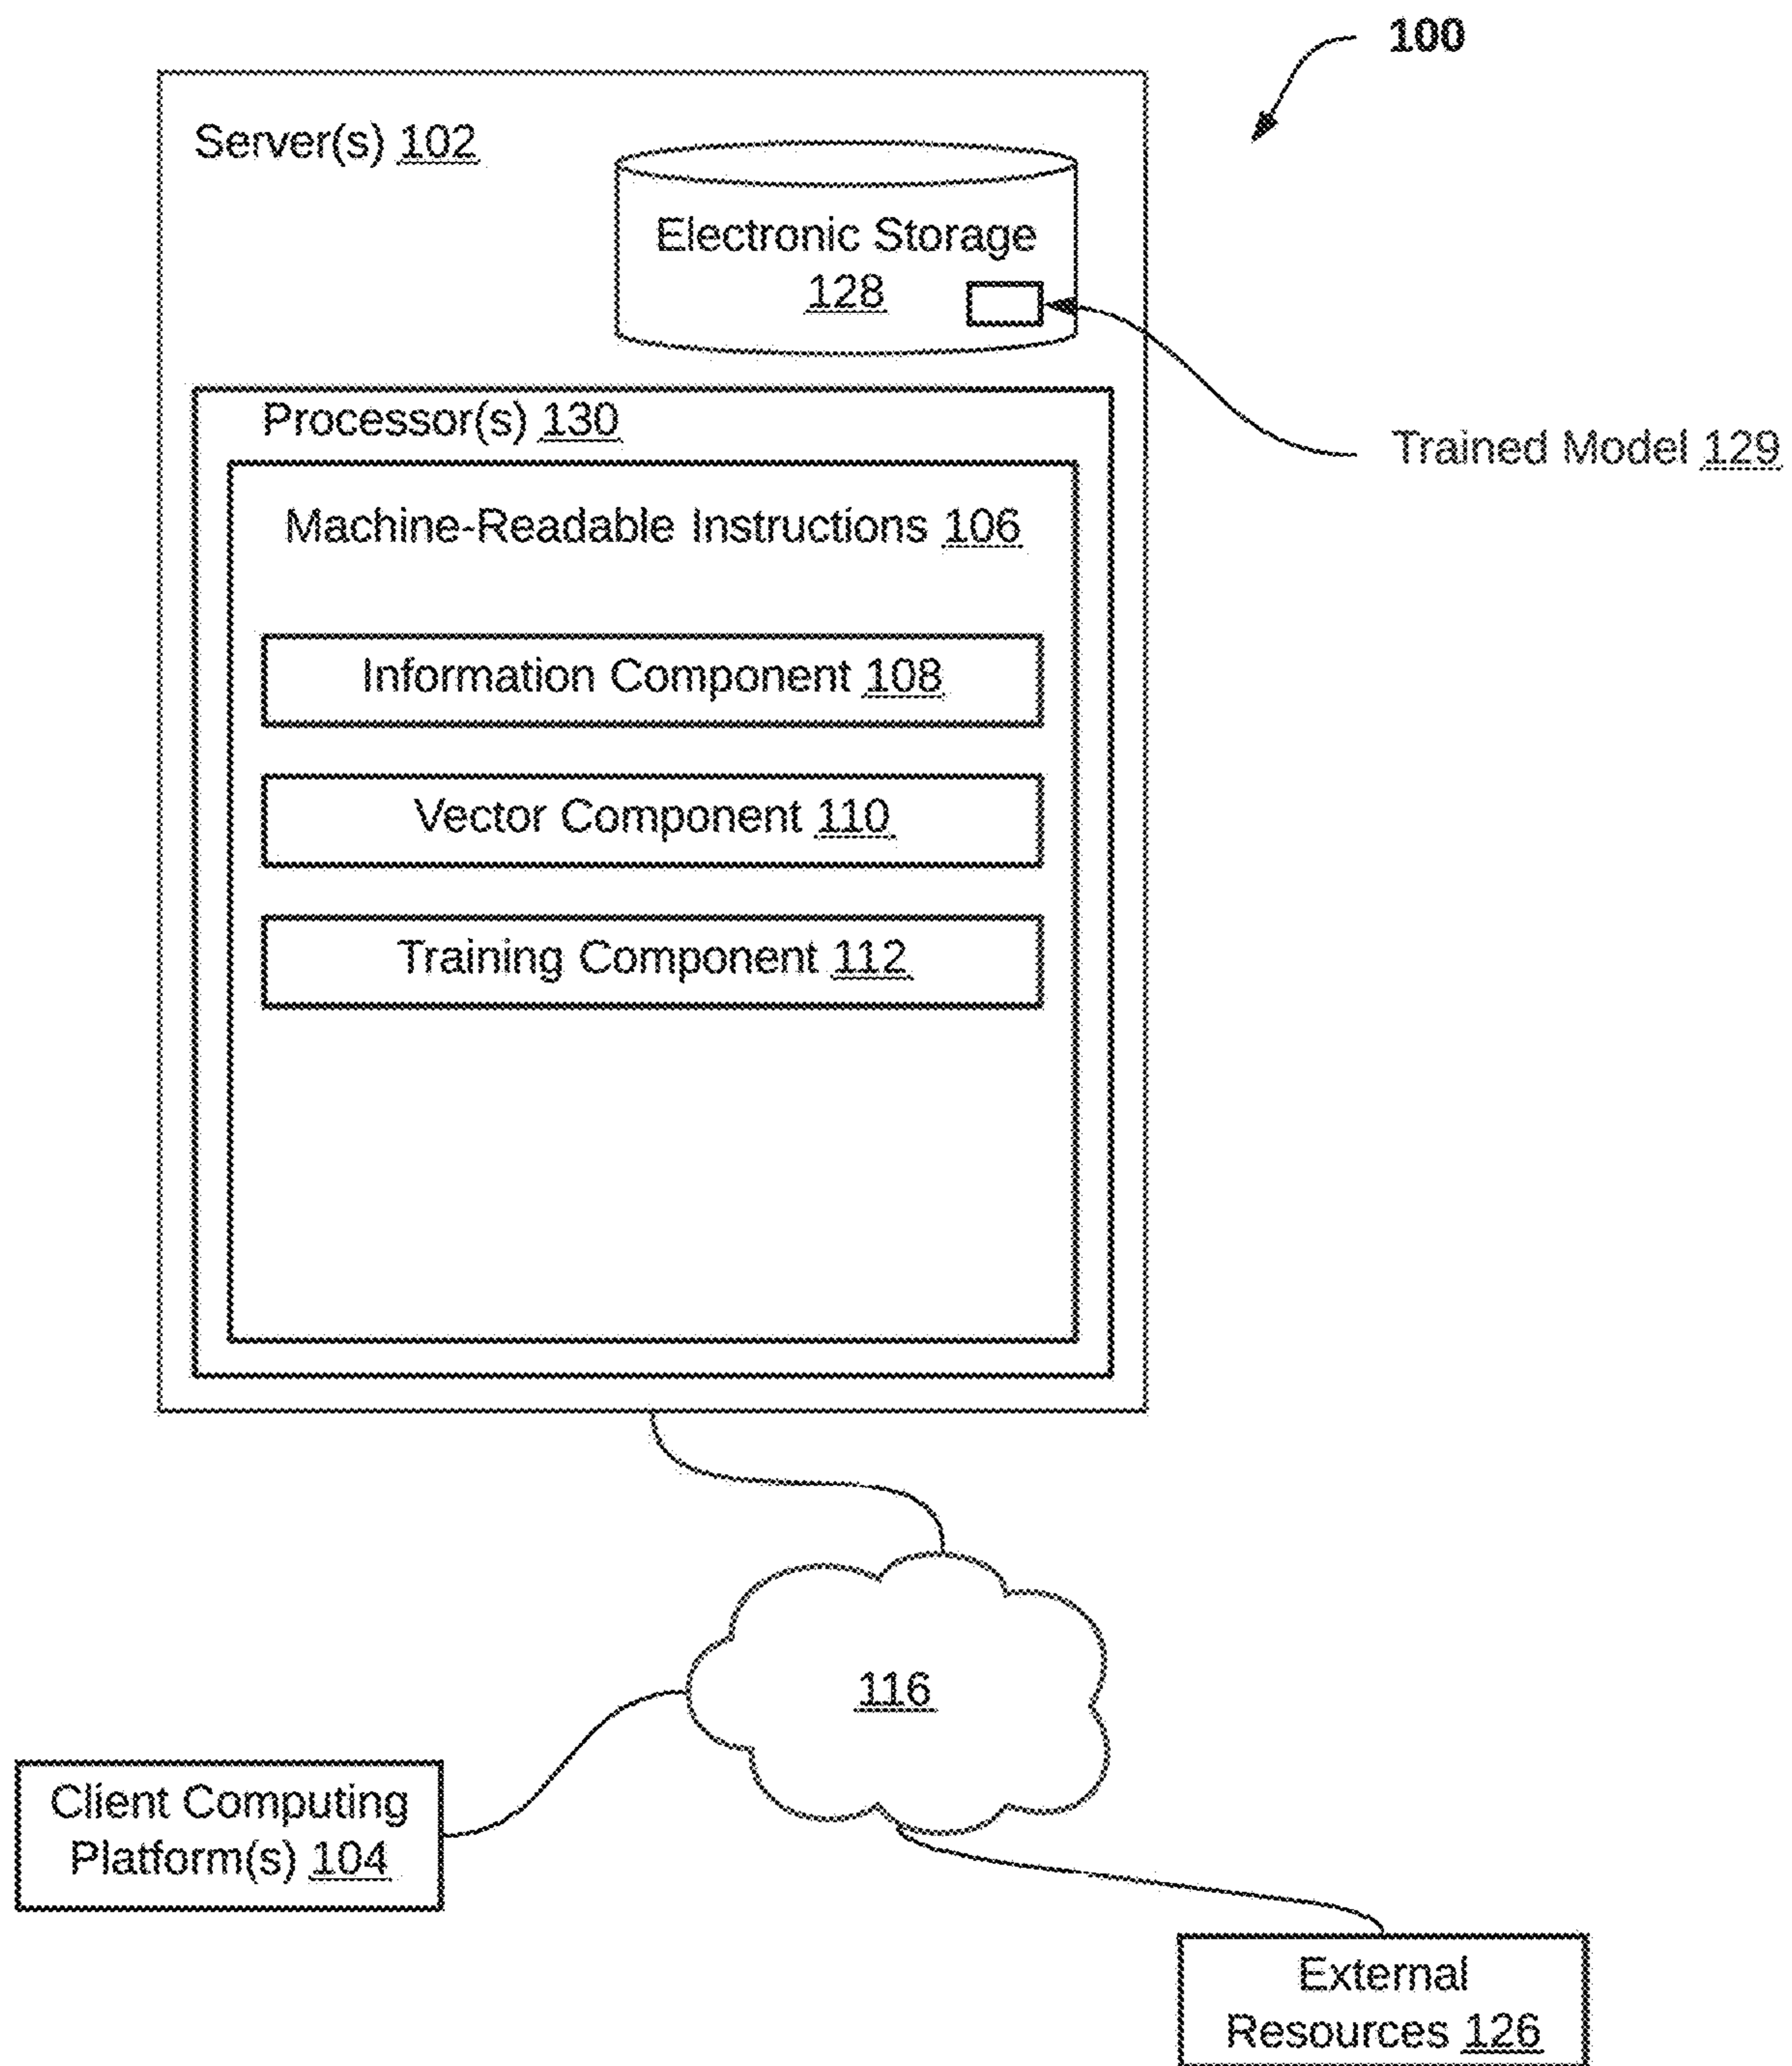 100
Server(s) 102
Electronic Storage
128
Trained Model 129
Processor(s) 130
Machine-Readable Instructions 106
Information Component 108
Vector Component 110
Training Component 112
116
Client Computing
Platform(s) 104
External
Resources 126